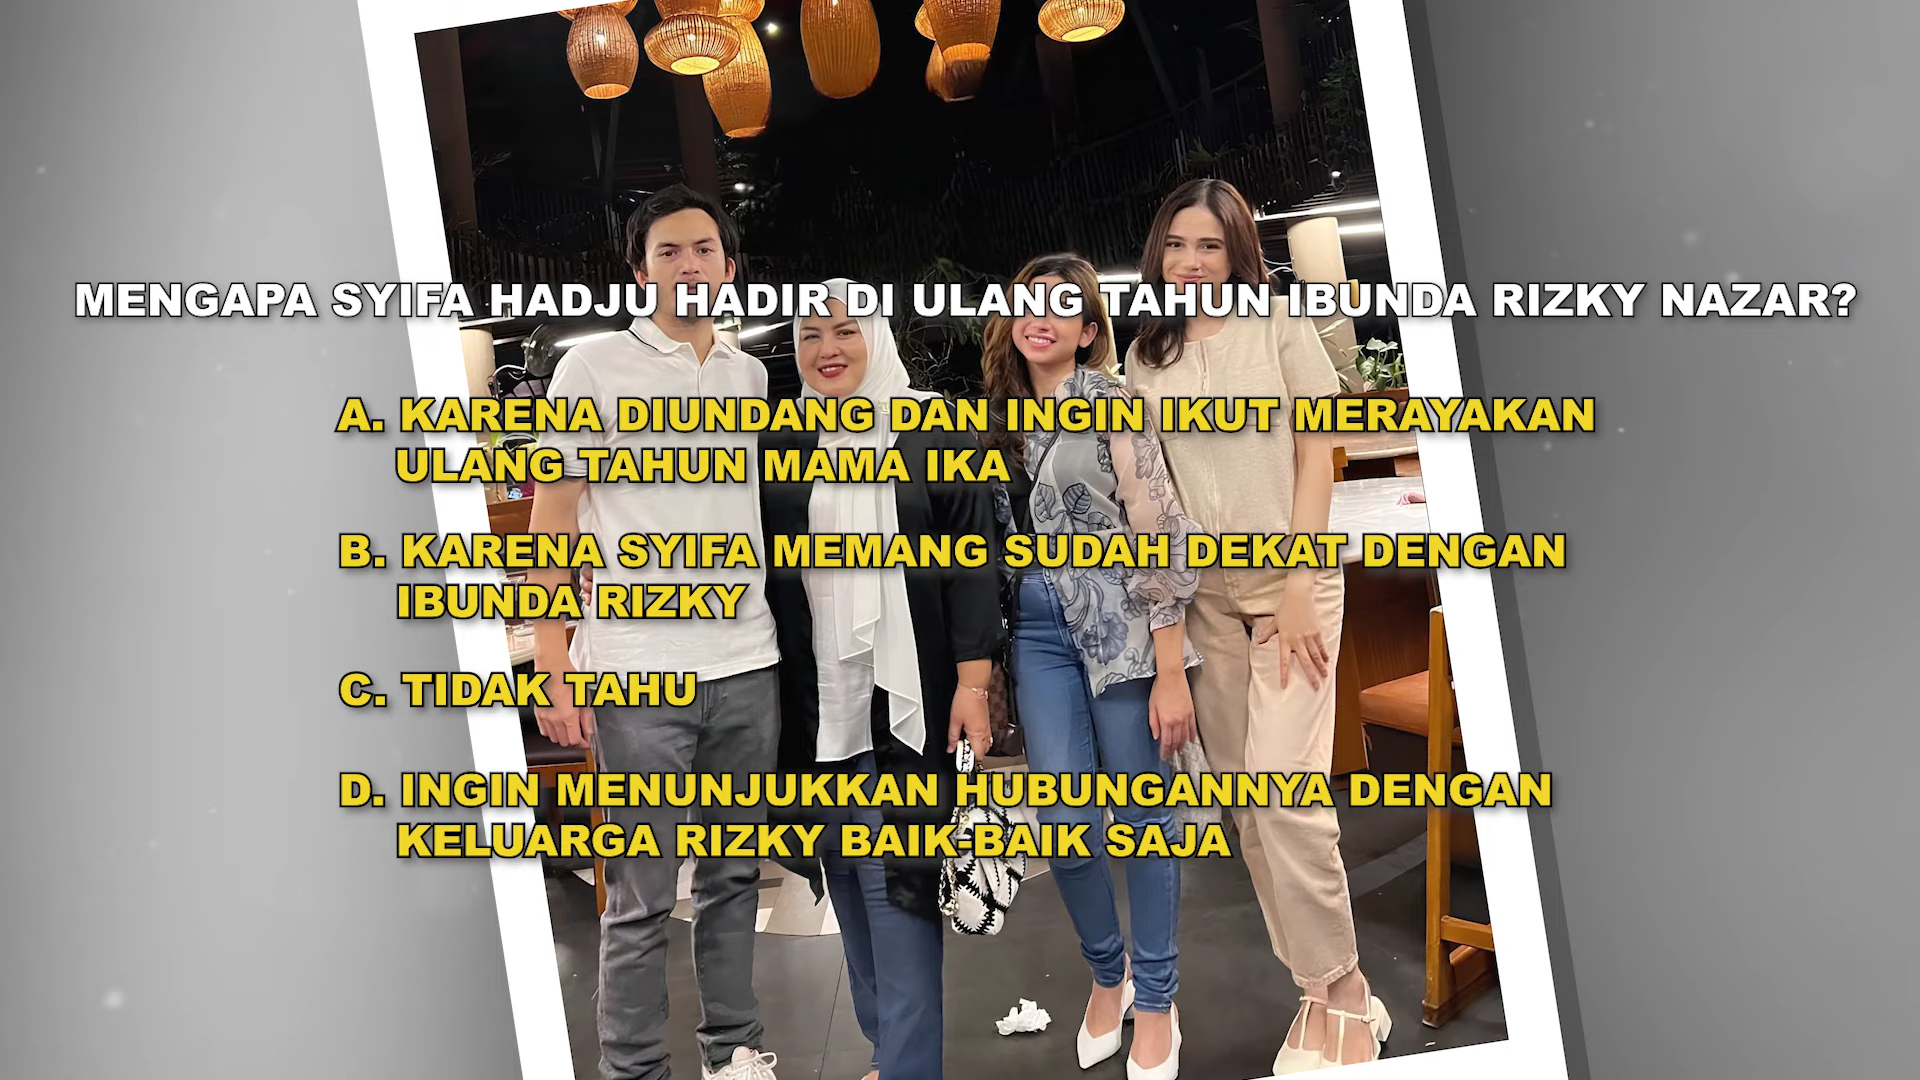 MENGAPA SYIFA HADJU HADIR DI ULANG TAHUN IBUNDA RIZKY NAZAR?
A. KARENA DIUNDANG DAN INGIN IKUT MERAYAKAN
ULANG TAHUN MAMA IKA
B. KARENA SYIFA MEMANG SUDAH DEKAT DENGAN
IBUNDA RIZKY
C. TIDAK TAHU
D. INGIN MENUNJUKKAN HUBUNGANNYA DENGAN
KELUARGA RIZKY BAIK-BAIK SAJA